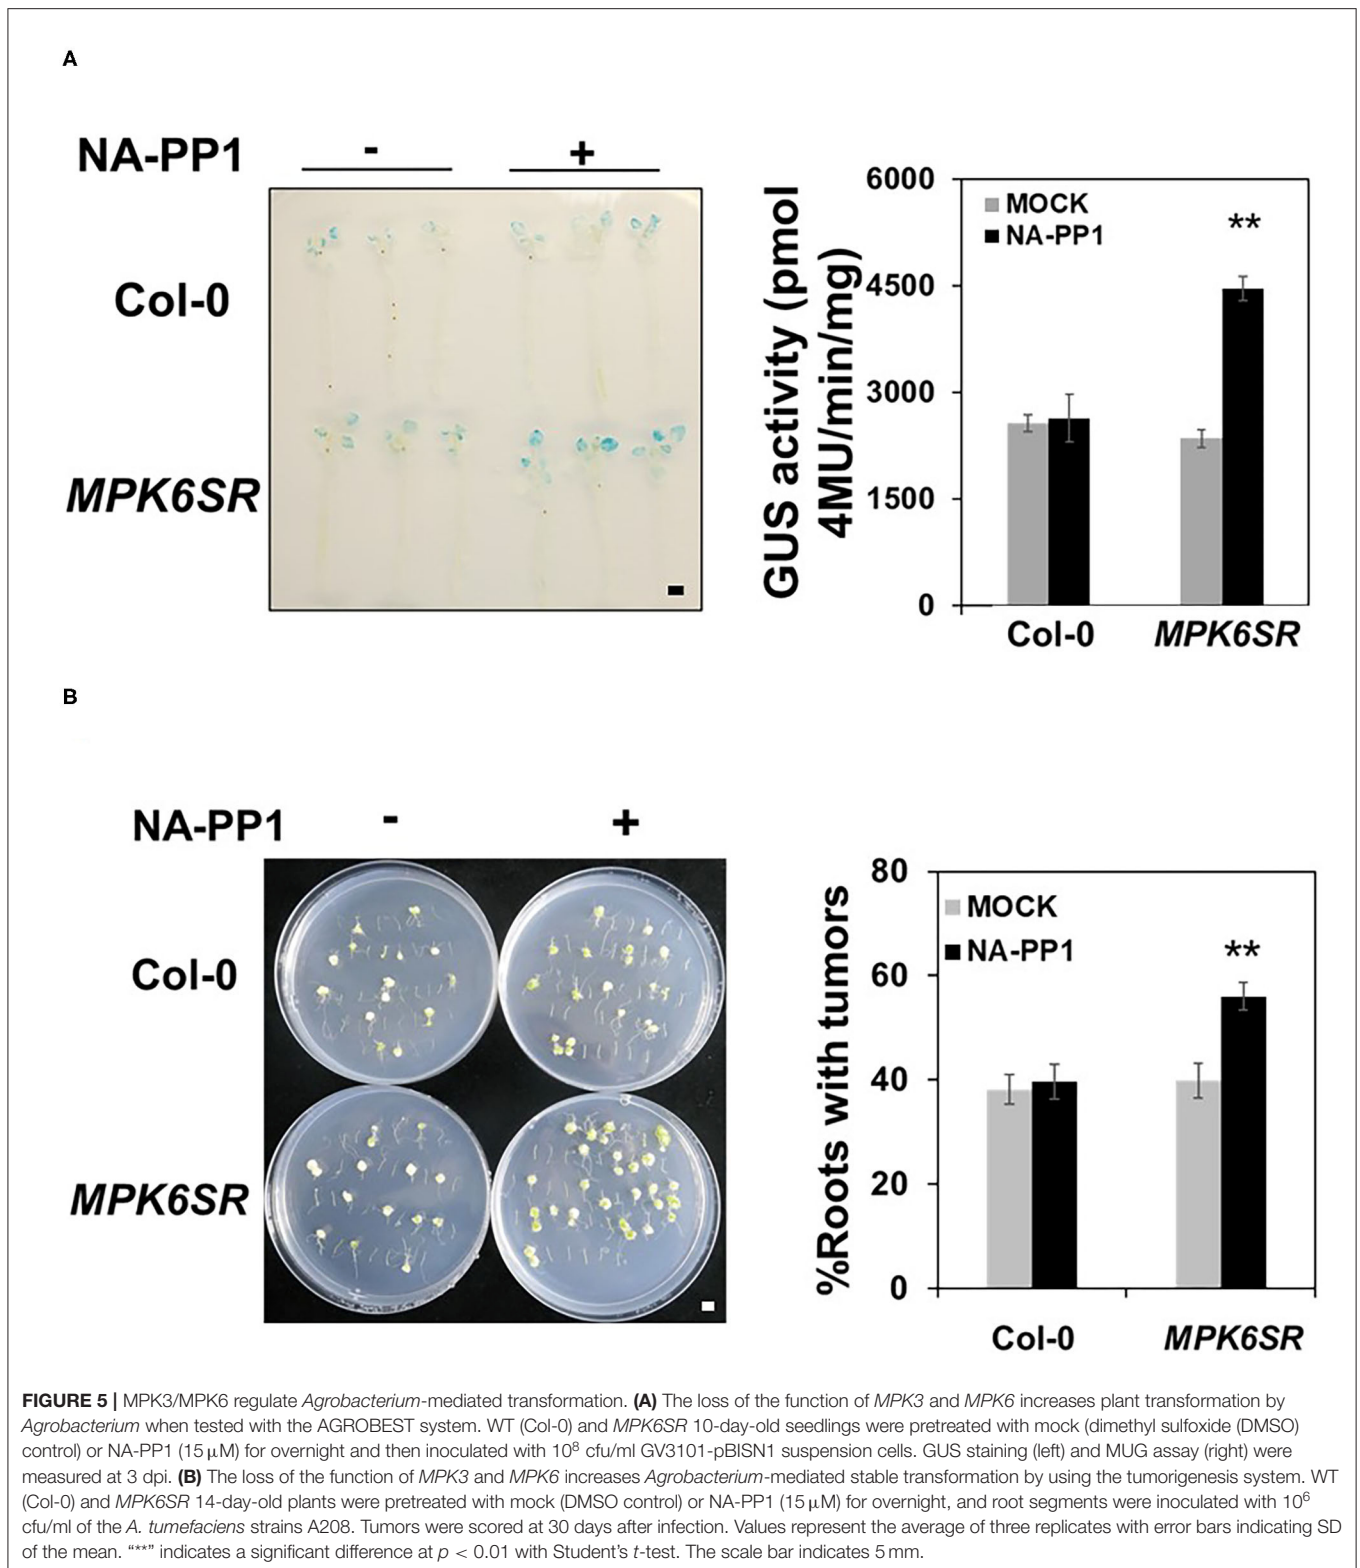 A
NA-PP1 - +
Col-0
MPK6SR
GUS activity (pmol
4MU/min/mg)
6000
4500
3000
1500
0
MOCK
NA-PP1
**
Col-0 MPK6SR
B
NA-PP1 - +
Col-0
MPK6SR
%Roots with tumors
80
60
40
20
0
MOCK
NA-PP1
**
Col-0 MPK6SR
FIGURE 5 | MPK3/MPK6 regulate Agrobacterium-mediated transformation. (A) The loss of the function of MPK3 and MPK6 increases plant transformation by
Agrobacterium when tested with the AGROBEST system. WT (Col-0) and MPK6SR 10-day-old seedlings were pretreated with mock (dimethyl sulfoxide (DMSO)
control) or NA-PP1 (15 μM) for overnight and then inoculated with 10⁸ cfu/ml GV3101-pBISN1 suspension cells. GUS staining (left) and MUG assay (right) were
measured at 3 dpi. (B) The loss of the function of MPK3 and MPK6 increases Agrobacterium-mediated stable transformation by using the tumorigenesis system. WT
(Col-0) and MPK6SR 14-day-old plants were pretreated with mock (DMSO control) or NA-PP1 (15 μM) for overnight, and root segments were inoculated with 10⁶
cfu/ml of the A. tumefaciens strains A208. Tumors were scored at 30 days after infection. Values represent the average of three replicates with error bars indicating SD
of the mean. “**” indicates a significant difference at p < 0.01 with Student’s t-test. The scale bar indicates 5 mm.